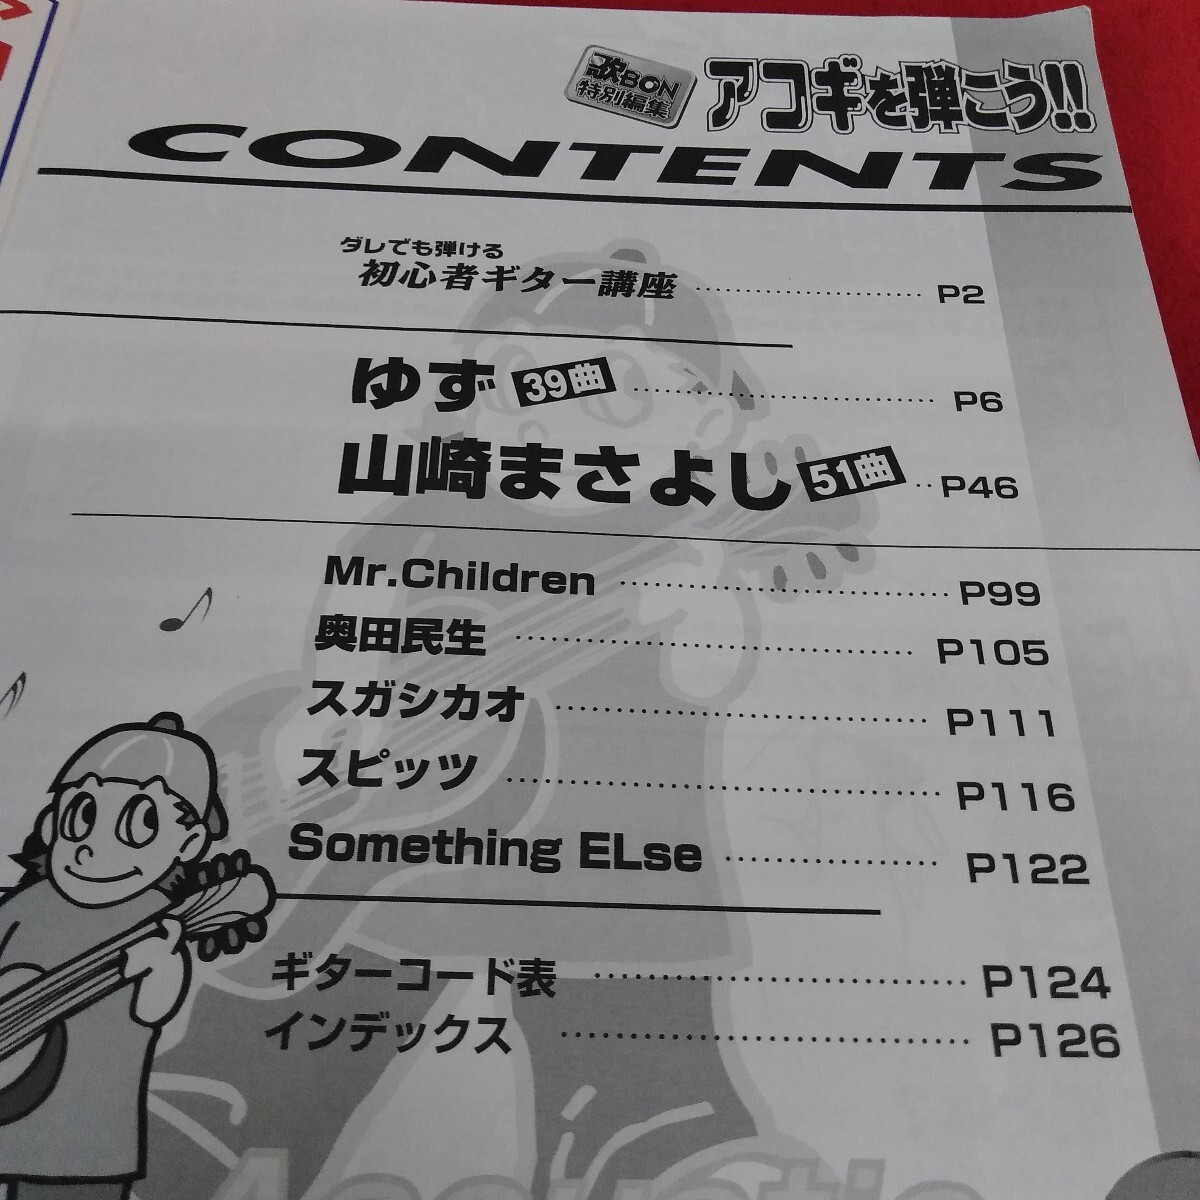 歌BON
特別編集
アコギを弾こう!!
CONTENTS
ダレでも弾ける
初心者ギター講座 P2
ゆず 39曲 P6
山崎まさよし 51曲 P46
Mr.Children P99
奥田民生 P105
スガシカオ P111
スピッツ P116
Something ELse P122
ギターコード表 P124
インデックス P126
Acoustic